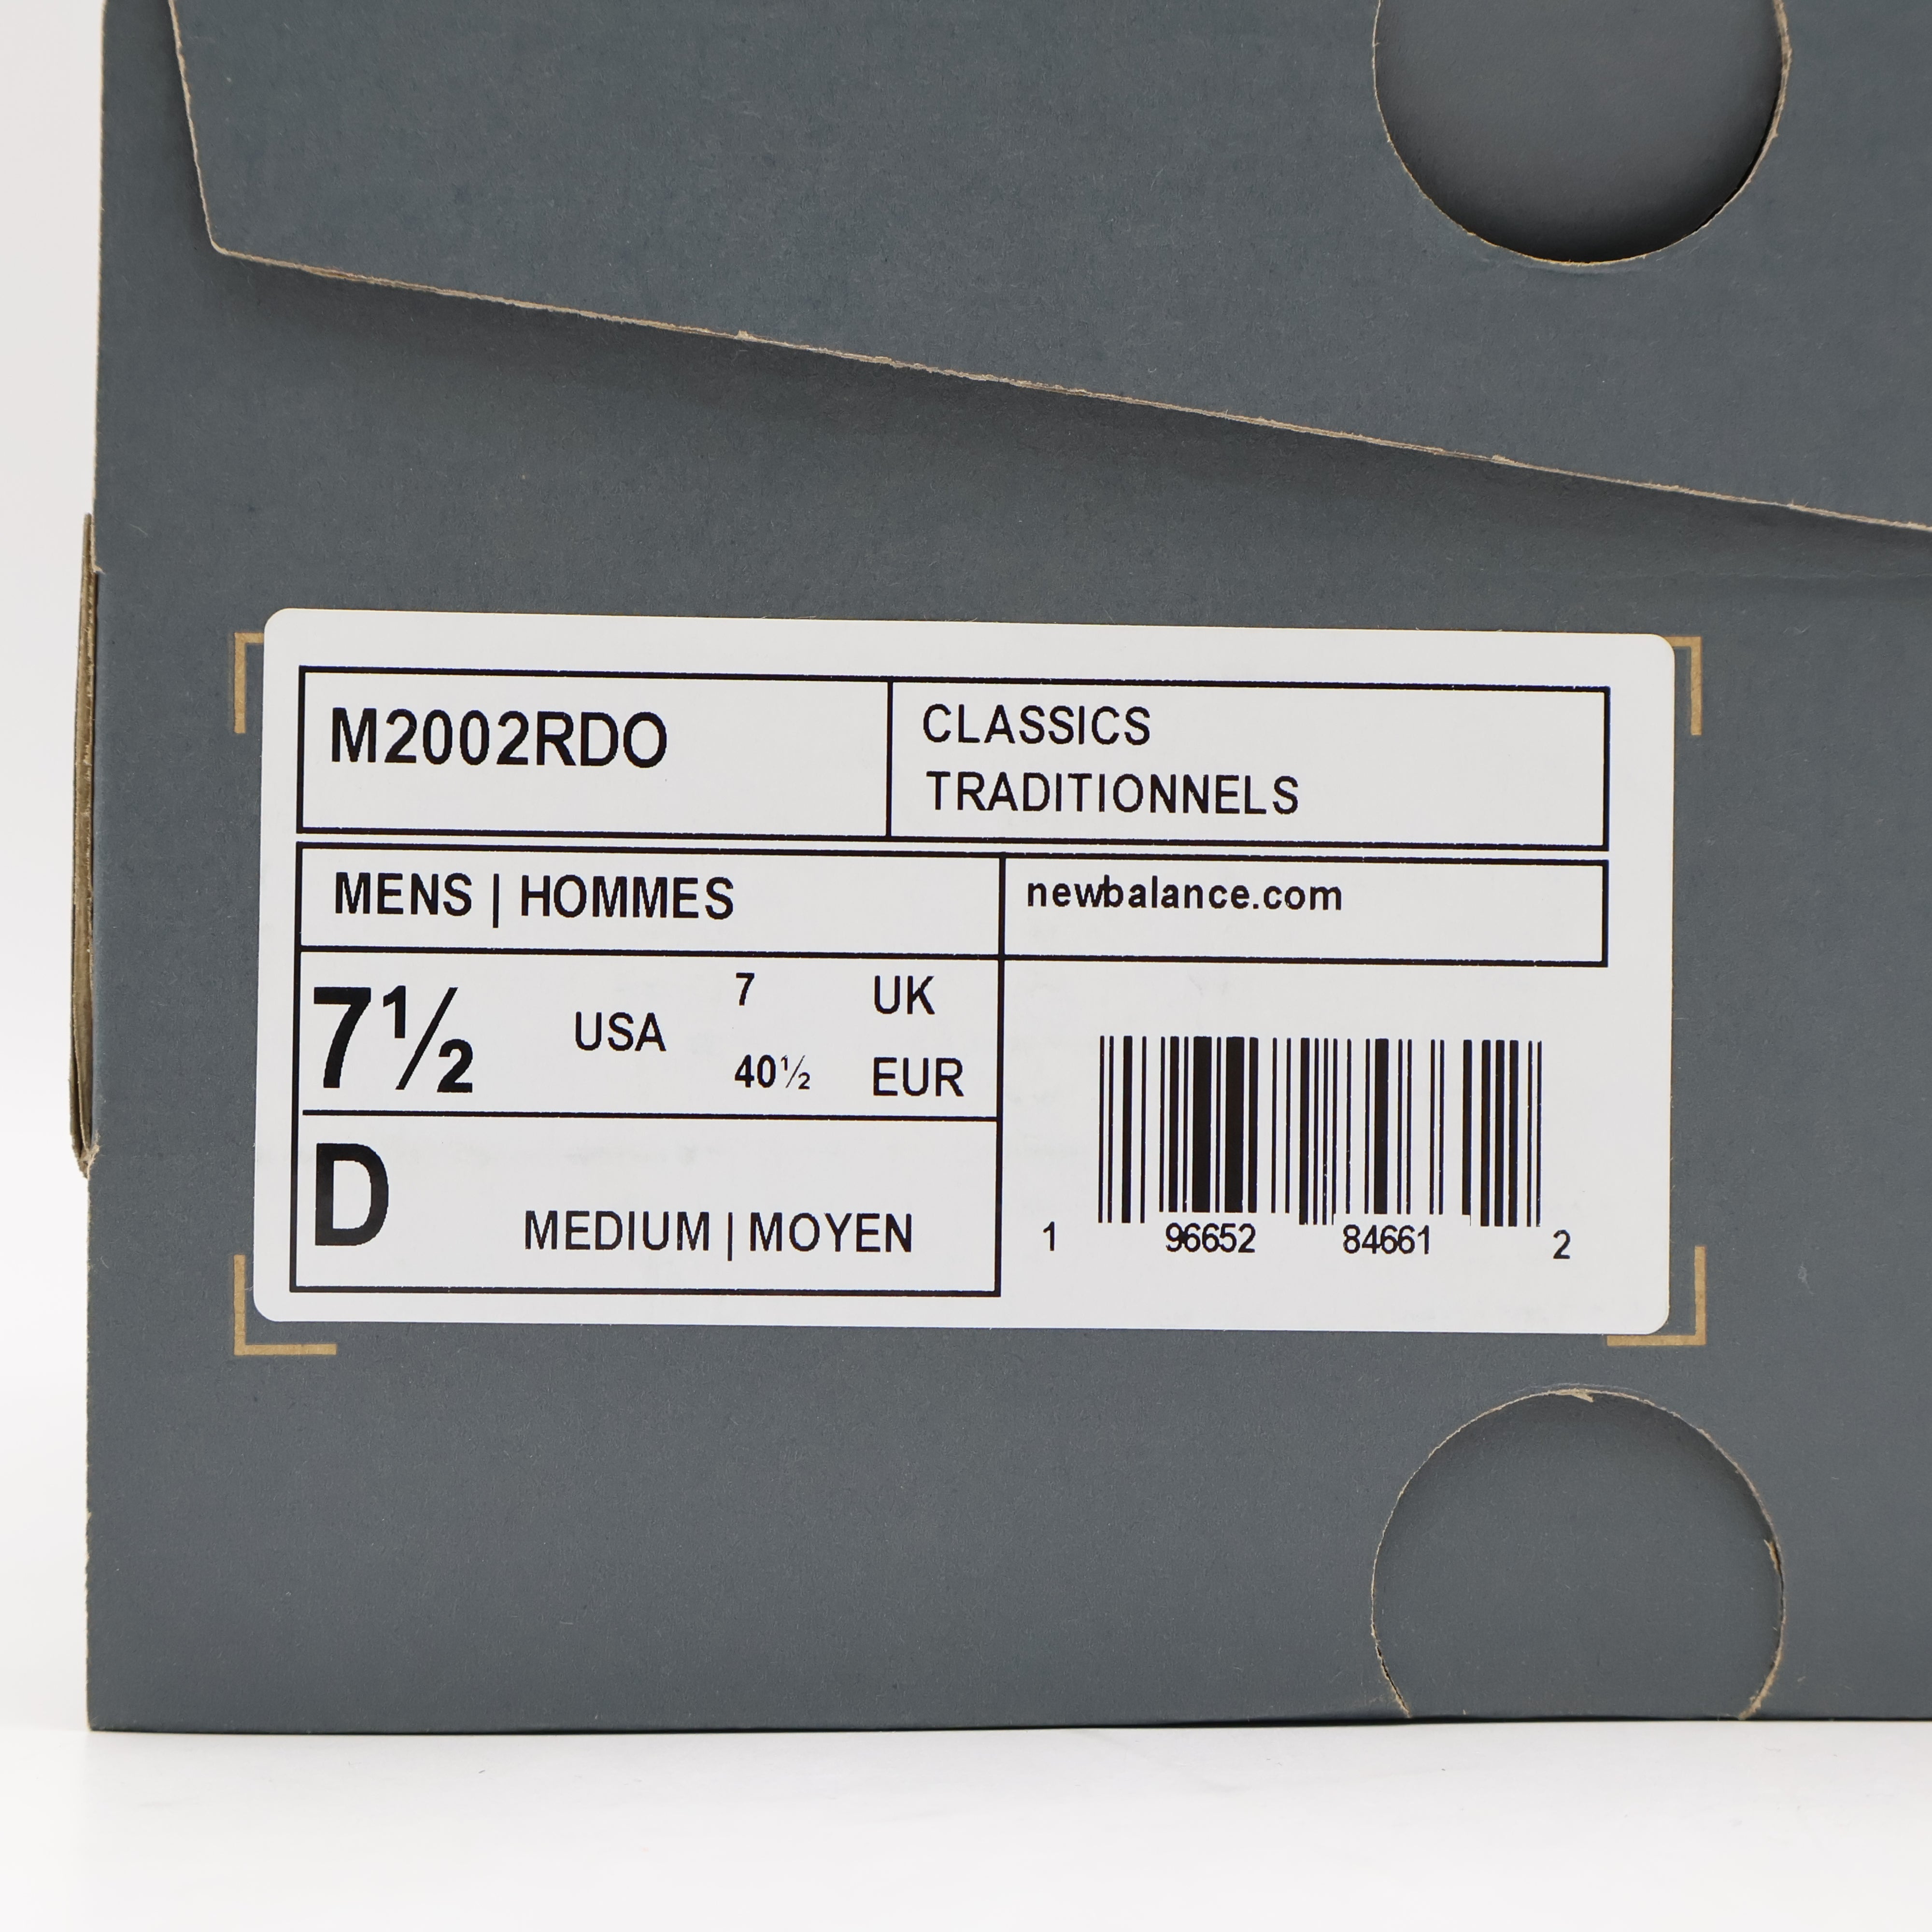 M2002RDO
CLASSICS
TRADITIONNELS
MENS | HOMMES
newbalance.com
7½ USA
7 UK
40½ EUR
D
MEDIUM | MOYEN
1 96652 84661 2